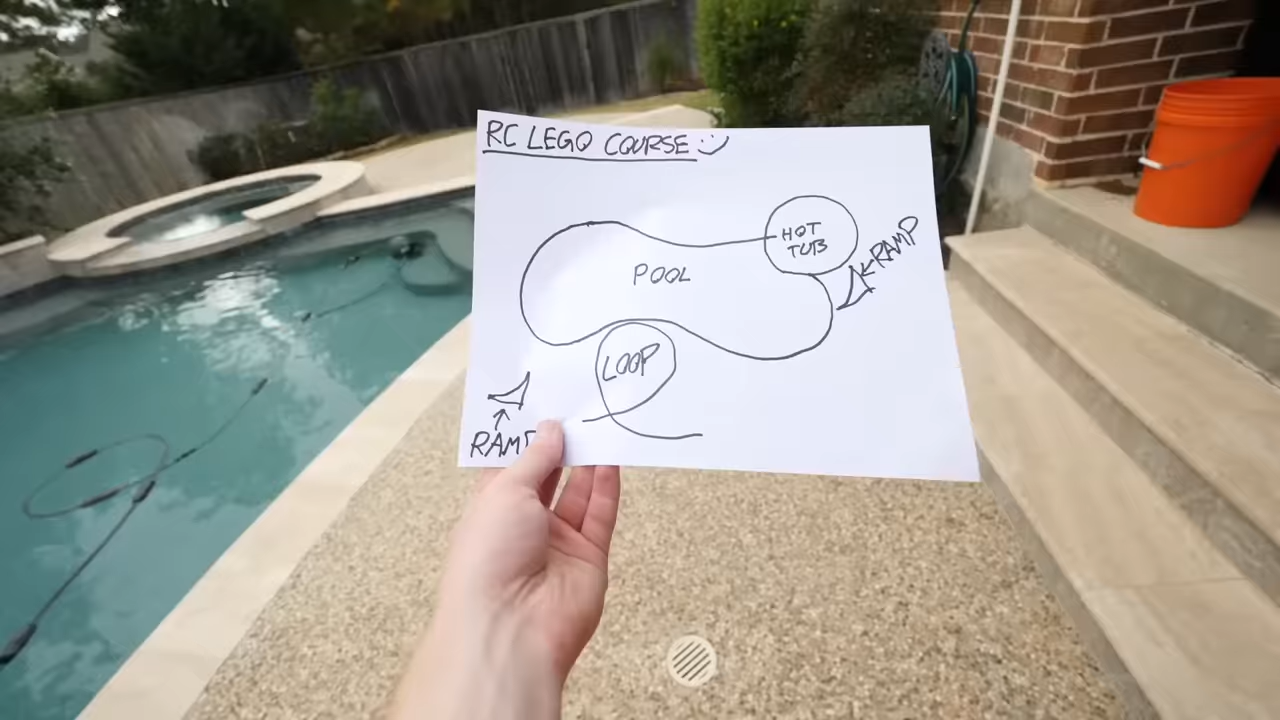 RC LEGO COURSE :)
HOT
TUB
RAMP
POOL
LOOP
RAMP